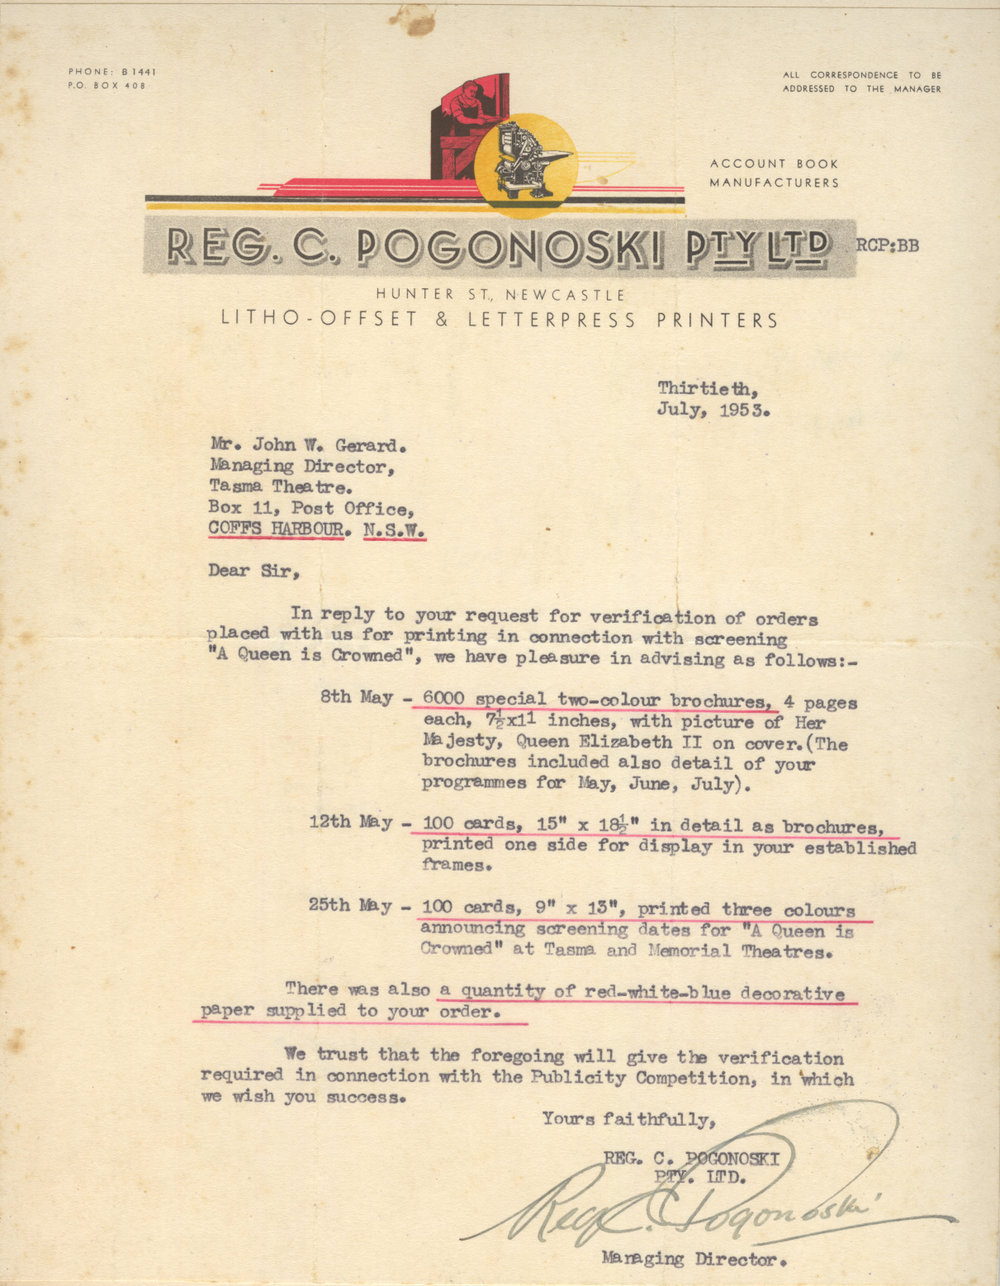 PHONE: B1441
P.O. BOX 408
ALL CORRESPONDENCE TO BE
ADDRESSED TO THE MANAGER
ACCOUNT BOOK
MANUFACTURERS
REG. C. POGONOSKI PTY LTD
RCP:BB
HUNTER ST., NEWCASTLE
LITHO-OFFSET & LETTERPRESS PRINTERS
Thirtieth,
July, 1953.
Mr. John W. Gerard.
Managing Director,
Tasma Theatre.
Box 11, Post Office,
COFFS HARBOUR. N.S.W.
Dear Sir,
In reply to your request for verification of orders
placed with us for printing in connection with screening
"A Queen is Crowned", we have pleasure in advising as follows:-
8th May - 6000 special two-colour brochures, 4 pages
each, 7½x11 inches, with picture of Her
Majesty, Queen Elizabeth II on cover.(The
brochures included also detail of your
programmes for May, June, July).
12th May - 100 cards, 15" x 18½" in detail as brochures,
printed one side for display in your established
frames.
25th May - 100 cards, 9" x 13", printed three colours
announcing screening dates for "A Queen is
Crowned" at Tasma and Memorial Theatres.
There was also a quantity of red-white-blue decorative
paper supplied to your order.
We trust that the foregoing will give the verification
required in connection with the Publicity Competition, in which
we wish you success.
Yours faithfully,
REG. C. POGONOSKI
PTY. LTD.
Reg C. Pogonoski
Managing Director.